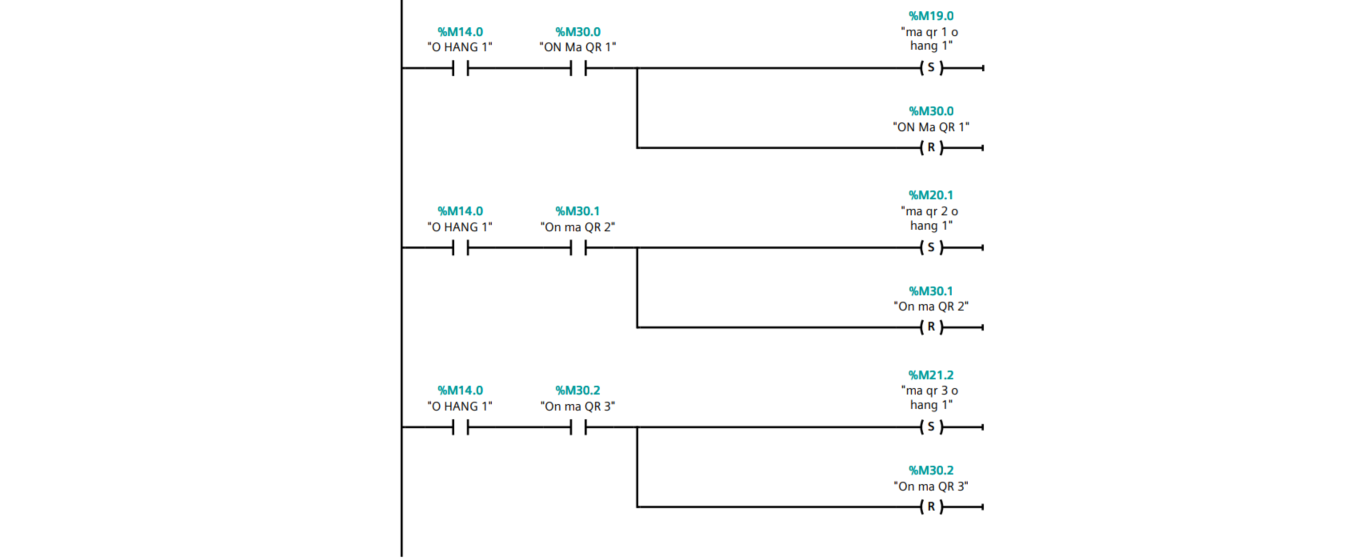 %M19.0
%M14.0 %M30.0 "ma qr 1 o
"O HANG 1" "ON Ma QR 1" hang 1"
S
%M30.0
"ON Ma QR 1"
R
%M20.1
%M14.0 %M30.1 "ma qr 2 o
"O HANG 1" "On ma QR 2" hang 1"
S
%M30.1
"On ma QR 2"
R
%M21.2
%M14.0 %M30.2 "ma qr 3 o
"O HANG 1" "On ma QR 3" hang 1"
S
%M30.2
"On ma QR 3"
R